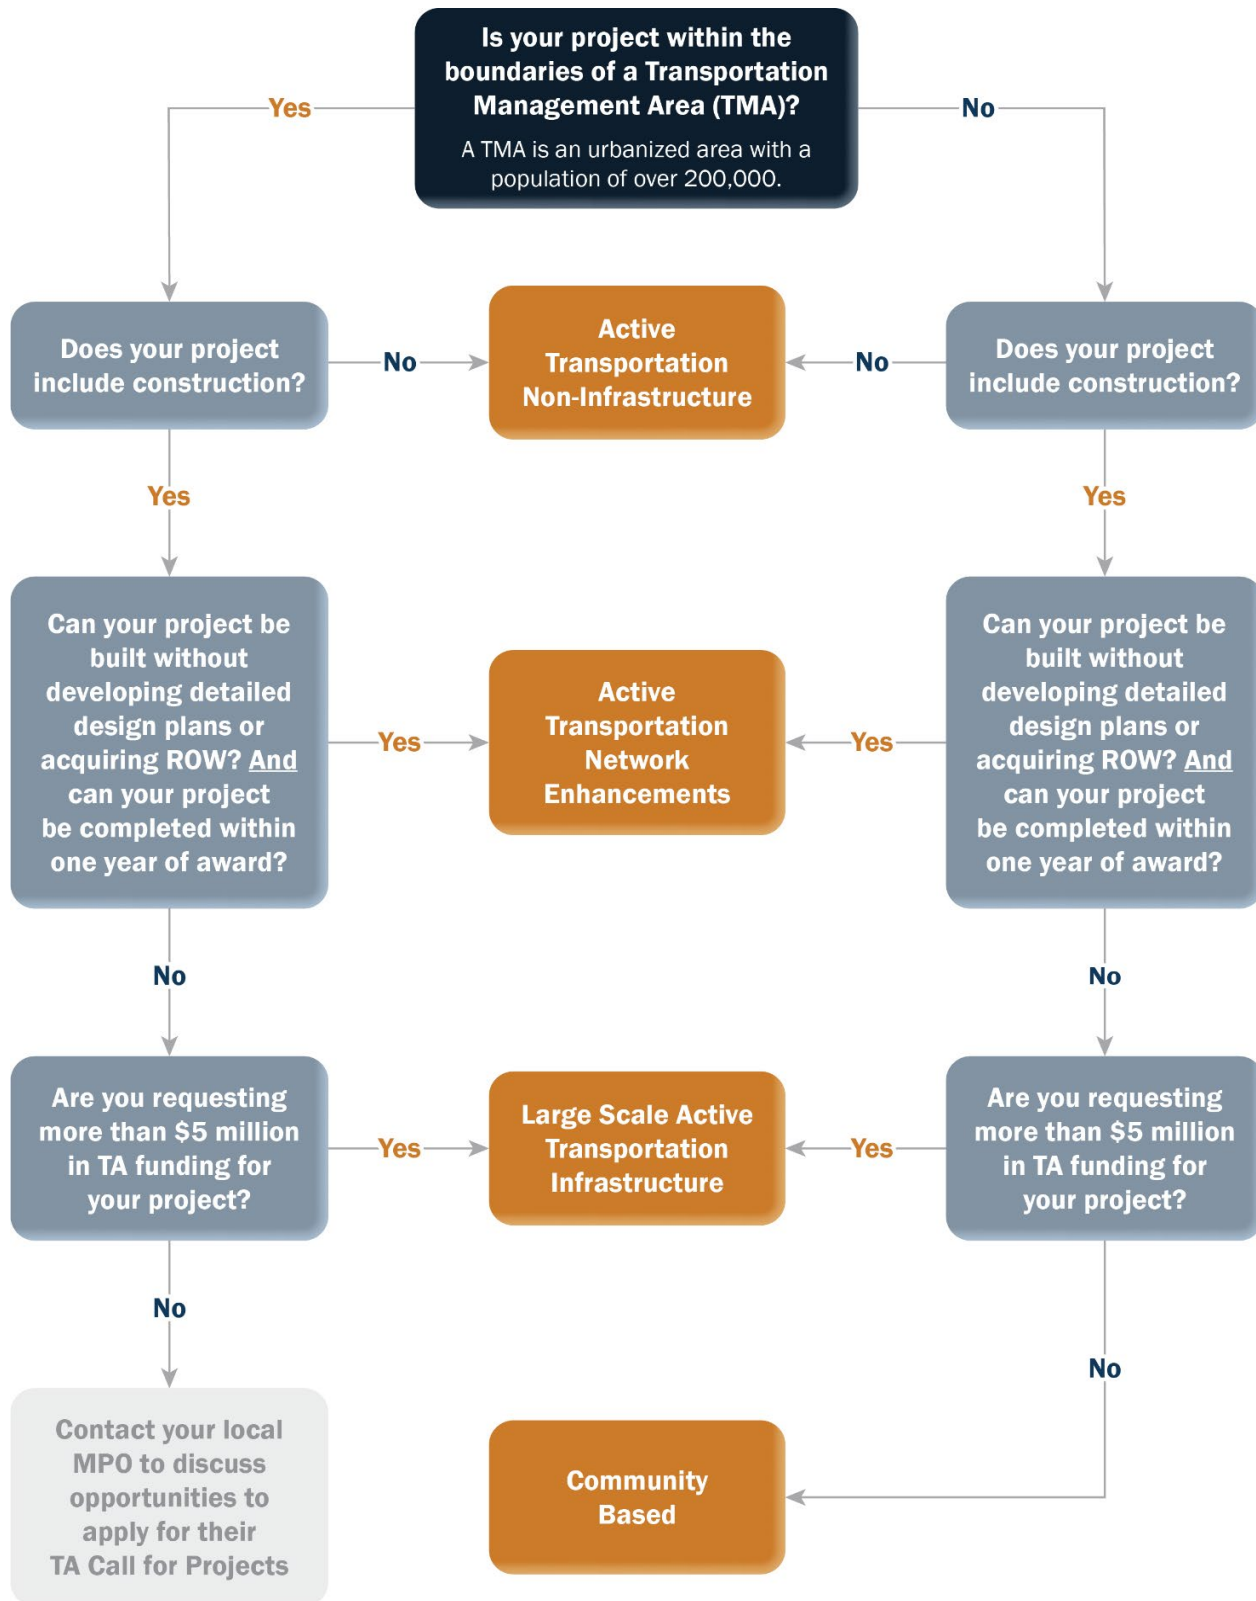 Is your project within the
boundaries of a Transportation
Management Area (TMA)?
A TMA is an urbanized area with a
population of over 200,000.
Yes
No
Does your project
include construction?
No
Active
Transportation
Non-Infrastructure
No
Does your project
include construction?
Yes
Yes
Can your project be
built without
developing detailed
design plans or
acquiring ROW? And
can your project
be completed within
one year of award?
Yes
Active
Transportation
Network
Enhancements
Yes
Can your project be
built without
developing detailed
design plans or
acquiring ROW? And
can your project
be completed within
one year of award?
No
No
Are you requesting
more than $5 million
in TA funding for
your project?
Yes
Large Scale Active
Transportation
Infrastructure
Yes
Are you requesting
more than $5 million
in TA funding for
your project?
No
No
Contact your local
MPO to discuss
opportunities to
apply for their
TA Call for Projects
Community
Based